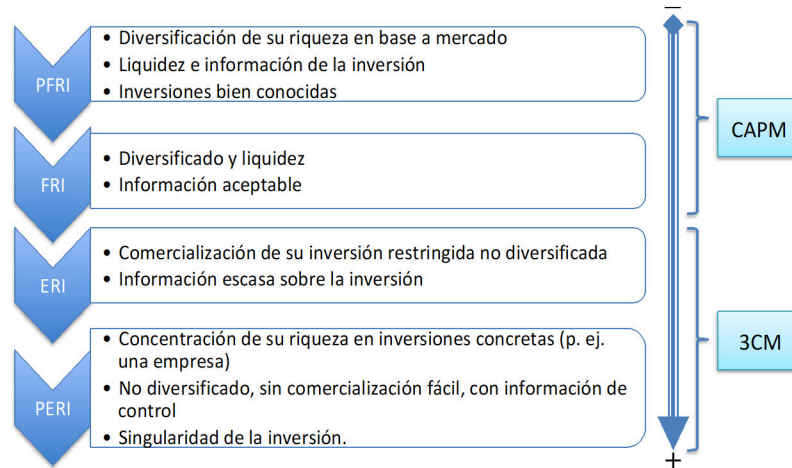 −
PFRI
• Diversificación de su riqueza en base a mercado
• Liquidez e información de la inversión
• Inversiones bien conocidas
CAPM
FRI
• Diversificado y liquidez
• Información aceptable
ERI
• Comercialización de su inversión restringida no diversificada
• Información escasa sobre la inversión
3CM
PERI
• Concentración de su riqueza en inversiones concretas (p. ej.
una empresa)
• No diversificado, sin comercialización fácil, con información de
control
• Singularidad de la inversión.
+